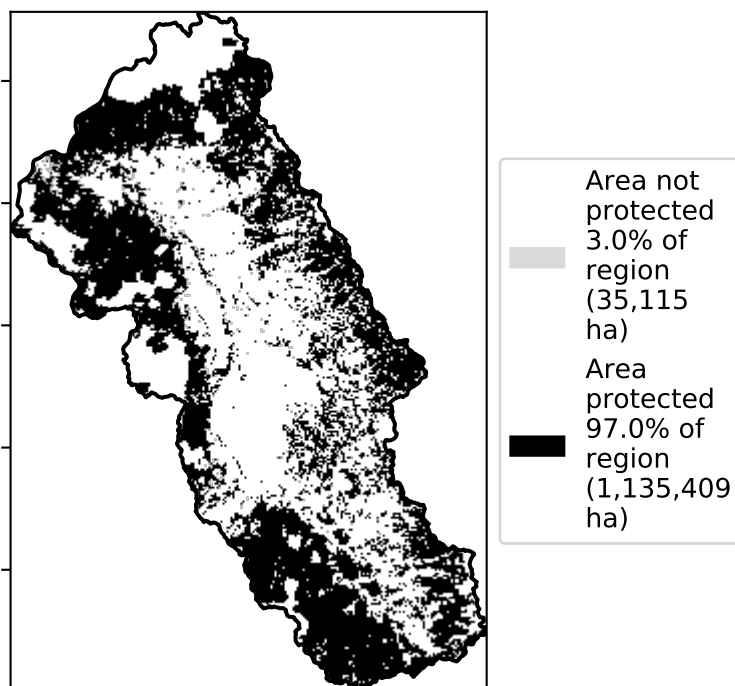 Area not
protected
3.0% of
region
(35,115
ha)
Area
protected
97.0% of
region
(1,135,409
ha)